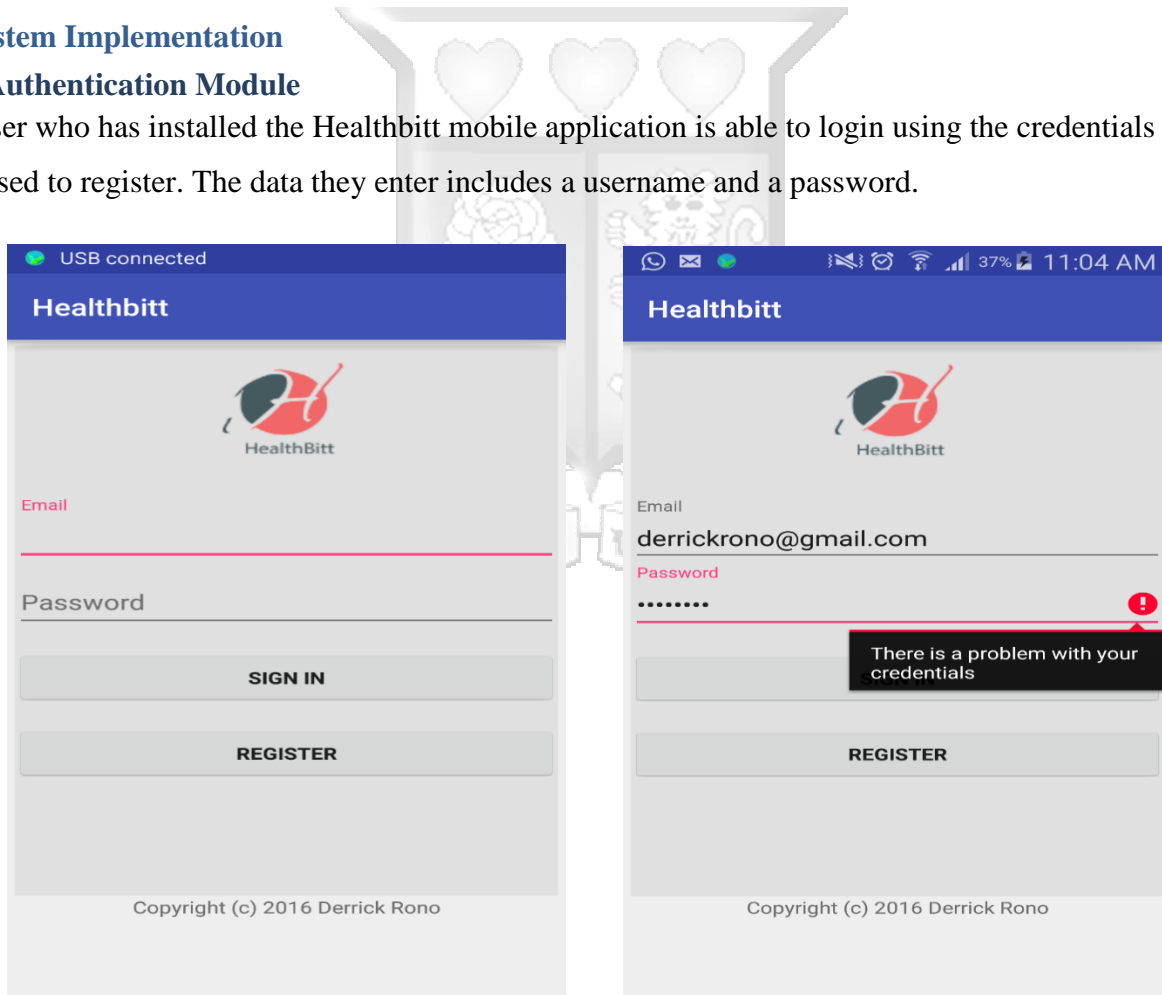 stem Implementation
Authentication Module
ser who has installed the Healthbitt mobile application is able to login using the credentials
sed to register. The data they enter includes a username and a password.
USB connected
Healthbitt
H
HealthBitt
Email
Password
SIGN IN
REGISTER
Copyright (c) 2016 Derrick Rono
37% 11:04 AM
Healthbitt
H
HealthBitt
Email
derrickrono@gmail.com
Password
••••••••
There is a problem with your
credentials
REGISTER
Copyright (c) 2016 Derrick Rono